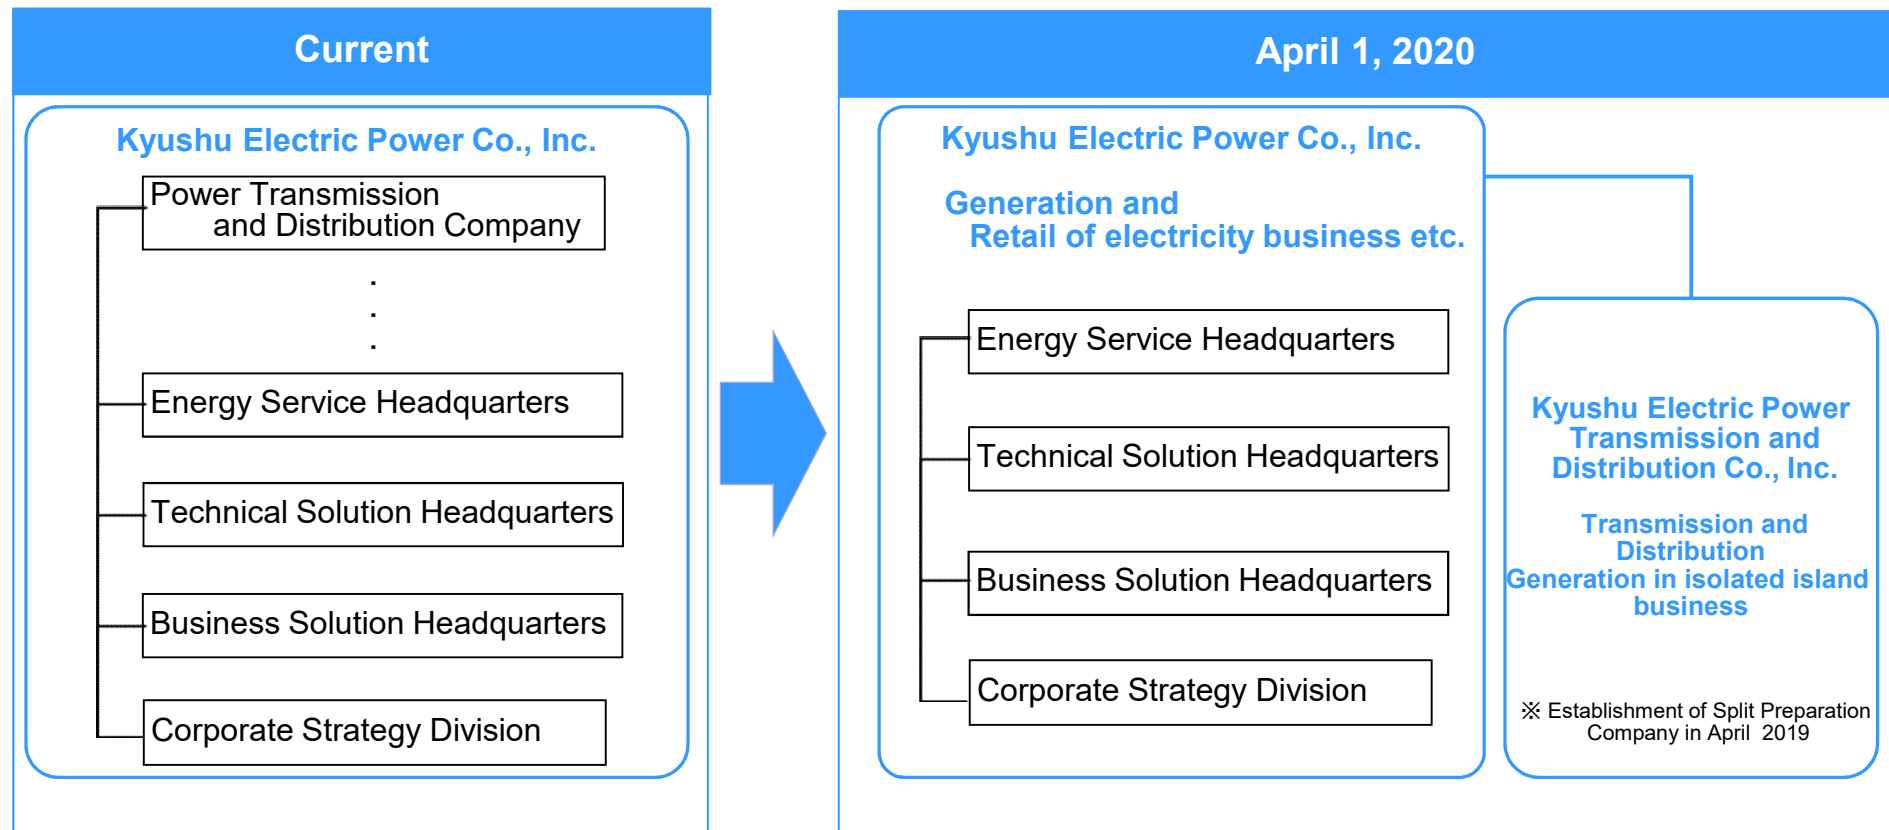 Current
Kyushu Electric Power Co., Inc.
Power Transmission
and Distribution Company
.
.
.
Energy Service Headquarters
Technical Solution Headquarters
Business Solution Headquarters
Corporate Strategy Division
April 1, 2020
Kyushu Electric Power Co., Inc.
Generation and
Retail of electricity business etc.
Energy Service Headquarters
Technical Solution Headquarters
Business Solution Headquarters
Corporate Strategy Division
Kyushu Electric Power
Transmission and
Distribution Co., Inc.
Transmission and
Distribution
Generation in isolated island
business
※ Establishment of Split Preparation
Company in April 2019